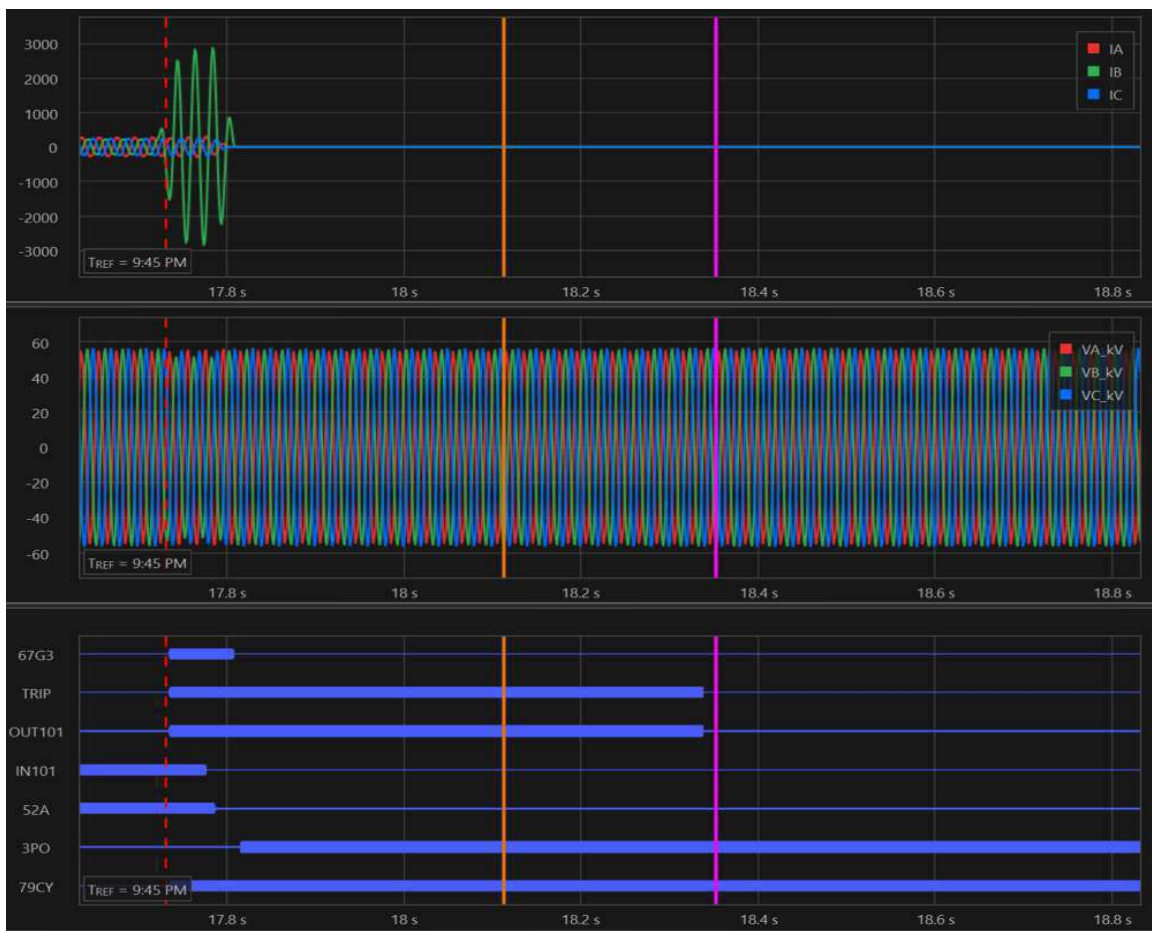 3000
2000
1000
0
-1000
-2000
-3000
IA
IB
IC
TREF = 9:45 PM
17.8 s
18 s
18.2 s
18.4 s
18.6 s
18.8 s
60
40
20
0
-20
-40
-60
VA_kV
VB_kV
VC_kV
TREF = 9:45 PM
17.8 s
18 s
18.2 s
18.4 s
18.6 s
18.8 s
67G3
TRIP
OUT101
IN101
52A
3PO
79CY
TREF = 9:45 PM
17.8 s
18 s
18.2 s
18.4 s
18.6 s
18.8 s